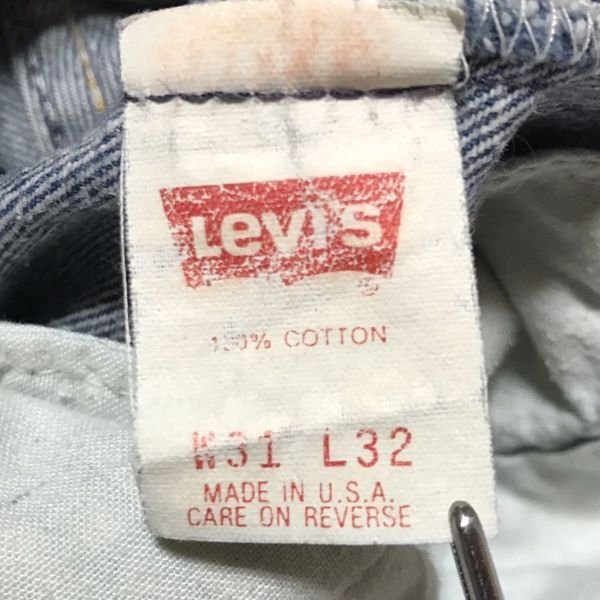 Levi's
®
100% COTTON
W31 L32
MADE IN U.S.A.
CARE ON REVERSE